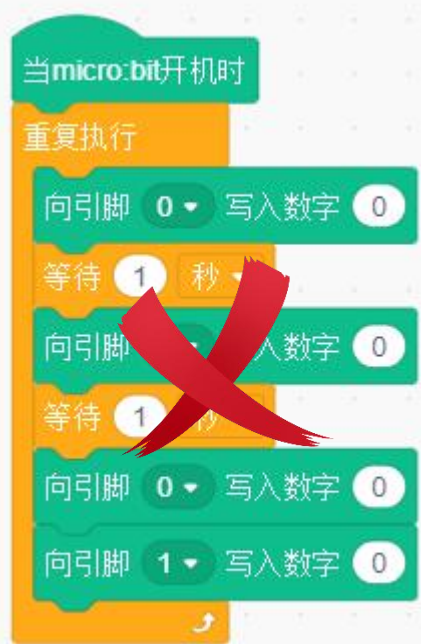 当micro:bit开机时
重复执行
向引脚 0 写入数字 0
等待 1 秒
向引脚 入数字 0
等待 1
向引脚 0 写入数字 0
向引脚 1 写入数字 0